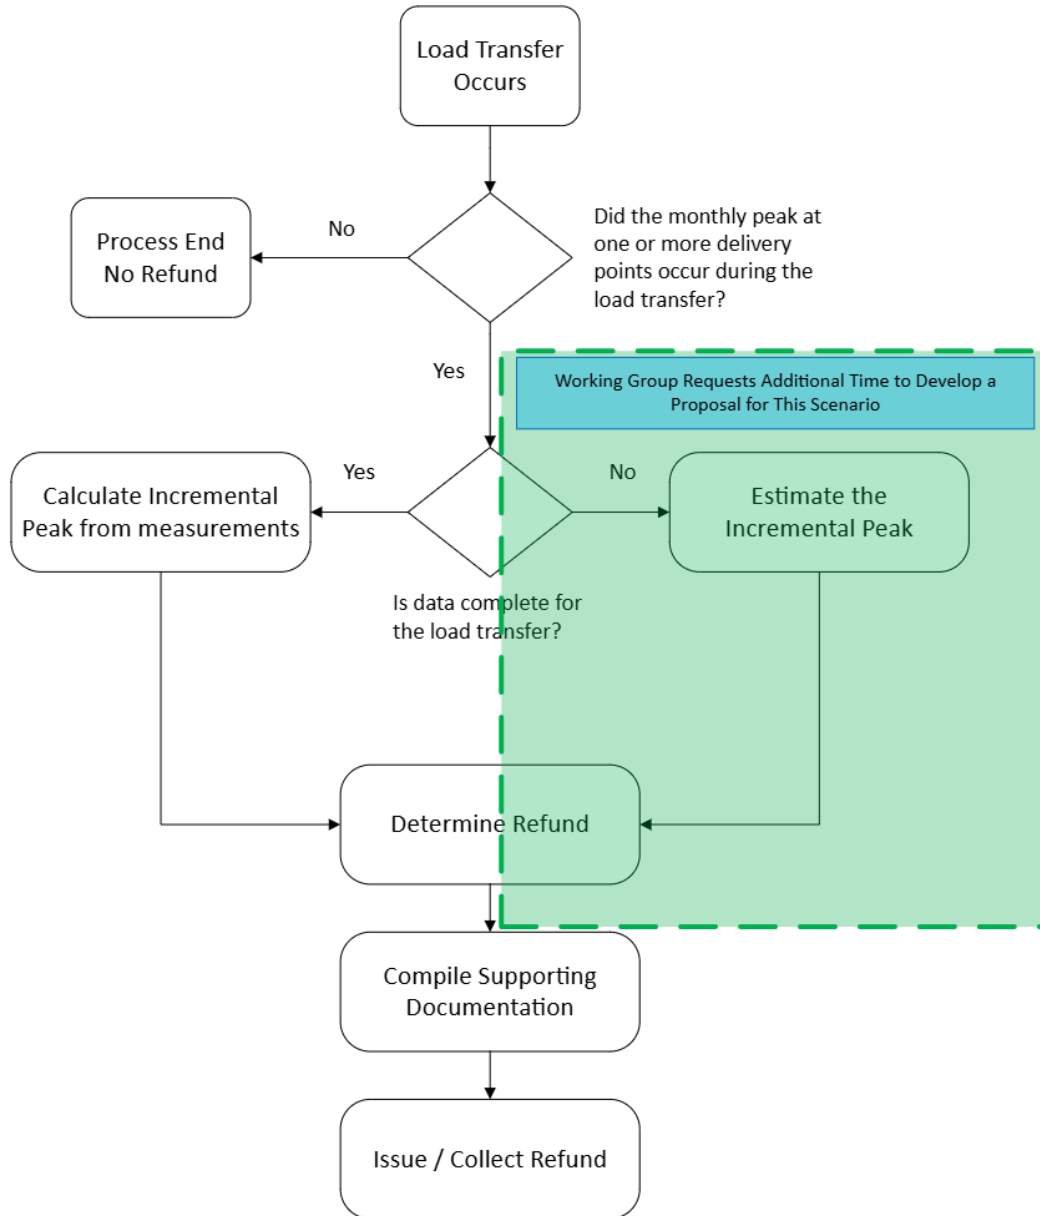 Load Transfer
Occurs
Did the monthly peak at
one or more delivery
points occur during the
load transfer?
No
Process End
No Refund
Yes
Working Group Requests Additional Time to Develop a
Proposal for This Scenario
Yes
No
Calculate Incremental
Peak from measurements
Estimate the
Incremental Peak
Is data complete for
the load transfer?
Determine Refund
Compile Supporting
Documentation
Issue / Collect Refund